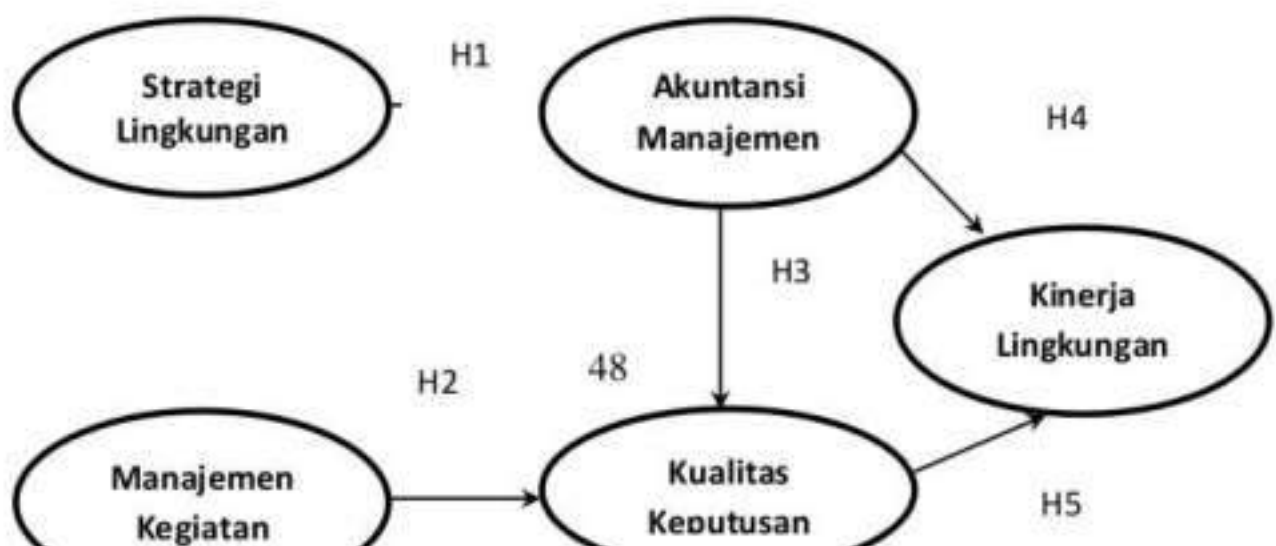 Strategi
Lingkungan
H1
Akuntansi
Manajemen
H4
H3
Kinerja
Lingkungan
H2
48
Manajemen
Kegiatan
Kualitas
Keputusan
H5